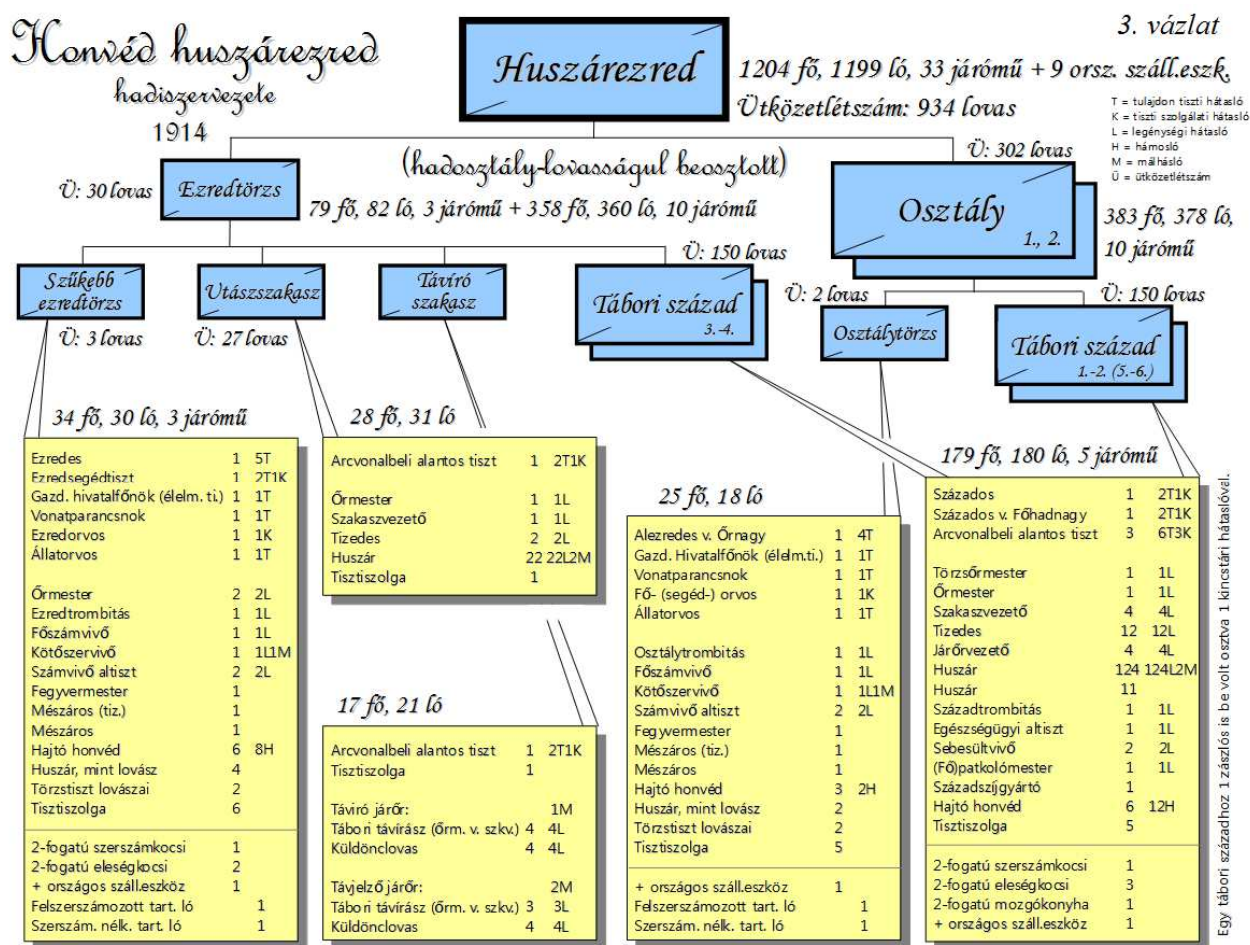 Honvéd huszárezred
hadiszervezete
1914
3. vázlat
Huszárezred
1204 fő, 1199 ló, 33 járómű + 9 orsz. száll.eszk.
Ütközetlétszám: 934 lovas
T = tulajdon tiszti hátasló
K = tiszti szolgálati hátasló
L = legénységi hátasló
H = hámosló
M = málhásló
Ü = ütközetlétszám
(hadosztály-lovasságul beosztott)
Ü: 30 lovas
Ezredtörzs
79 fő, 82 ló, 3 járómű + 358 fő, 360 ló, 10 járómű
Ü: 302 lovas
Osztály
1., 2.
383 fő, 378 ló,
10 járómű
Szűkebb
ezredtörzs
Ü: 3 lovas
Utászszakasz
Ü: 27 lovas
Távíró
szakasz
Ü: 150 lovas
Tábori század
3.-4.
Ü: 2 lovas
Osztálytörzs
Ü: 150 lovas
Tábori század
1.-2. (5.-6.)
34 fő, 30 ló, 3 járómű
Ezredes 1 5T
Ezredsegédtiszt 1 2T1K
Gazd. hivatalfőnök (élelm. ti.) 1 1T
Vonatparancsnok 1 1T
Ezredorvos 1 1K
Állatorvos 1 1T
Őrmester 2 2L
Ezredtrombitás 1 1L
Főszámvivő 1 1L
Kötőszervivő 1 1L1M
Számvivő altiszt 2 2L
Fegyvermester 1
Mészáros (tiz.) 1
Mészáros 1
Hajtó honvéd 6 8H
Huszár, mint lovász 4
Törzstiszt lovászai 2
Tisztiszolga 6
2-fogatú szerszámkocsi 1
2-fogatú eleségkocsi 2
+ országos száll.eszköz 1
Felszerszámozott tart. ló 1
Szerszám. nélk. tart. ló 1
28 fő, 31 ló
Arcvonalbeli alantos tiszt 1 2T1K
Őrmester 1 1L
Szakaszvezető 1 1L
Tizedes 2 2L
Huszár 22 22L2M
Tisztiszolga 1
17 fő, 21 ló
Arcvonalbeli alantos tiszt 1 2T1K
Tisztiszolga 1
Táviró járőr: 1M
Tábori távírász (őrm. v. szkv.) 4 4L
Küldönclovas 4 4L
Távjelző járőr: 2M
Tábori távírász (őrm. v. szkv.) 3 3L
Küldönclovas 4 4L
25 fő, 18 ló
Alezredes v. Őrnagy 1 4T
Gazd. Hivatalfőnök (élelm.ti.) 1 1T
Vonatparancsnok 1 1T
Fő- (segéd-) orvos 1 1K
Állatorvos 1 1T
Osztálytrombitás 1 1L
Főszámvivő 1 1L
Kötőszervivő 1 1L1M
Számvivő altiszt 2 2L
Fegyvermester 1
Mészáros (tiz.) 1
Mészáros 1
Hajtó honvéd 3 2H
Huszár, mint lovász 2
Törzstiszt lovászai 2
Tisztiszolga 5
+ országos száll.eszköz 1
Felszerszámozott tart. ló 1
Szerszám. nélk. tart. ló 1
179 fő, 180 ló, 5 járómű
Százados 1 2T1K
Százados v. Főhadnagy 1 2T1K
Arcvonalbeli alantos tiszt 3 6T3K
Törzsőrmester 1 1L
Őrmester 1 1L
Szakaszvezető 4 4L
Tizedes 12 12L
Járőrvezető 4 4L
Huszár 124 124L2M
Huszár 11
Századtrombitás 1 1L
Egészségügyi altiszt 1 1L
Sebesültvivő 2 2L
(Fő)patkolómester 1 1L
Századszíjgyártó 1
Hajtó honvéd 6 12H
Tisztiszolga 5
2-fogatú szerszámkocsi 1
2-fogatú eleségkocsi 3
2-fogatú mozgókonyha 1
+ országos száll.eszköz 1
Egy tábori századhoz 1 zászlós is be volt osztva 1 kincstári hátaslóval.